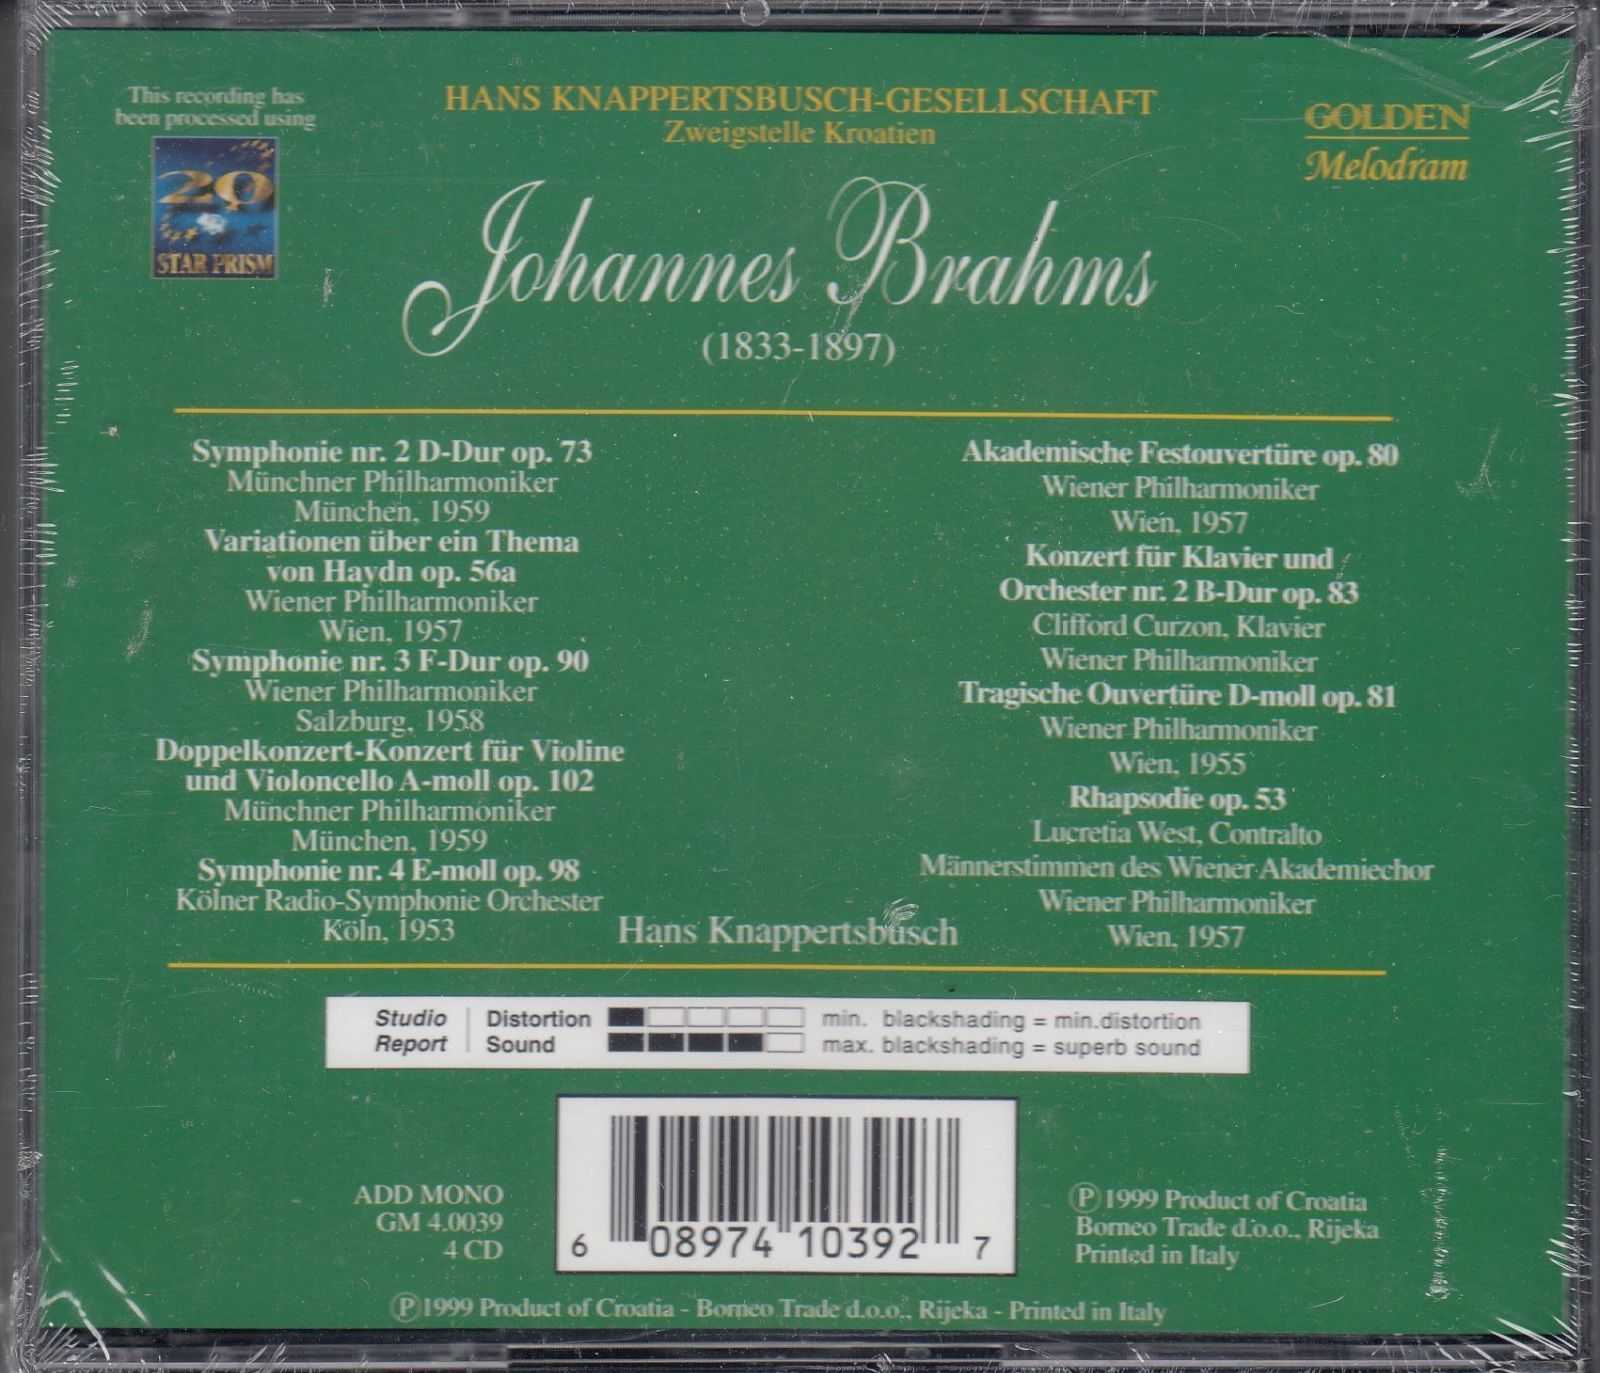 This recording has
been processed using
20
STAR PRISM
HANS KNAPPERTSBUSCH-GESELLSCHAFT
Zweigstelle Kroatien
GOLDEN
Melodram
Johannes Brahms
(1833-1897)
Symphonie nr. 2 D-Dur op. 73
Münchner Philharmoniker
München, 1959
Variationen über ein Thema
von Haydn op. 56a
Wiener Philharmoniker
Wien, 1957
Symphonie nr. 3 F-Dur op. 90
Wiener Philharmoniker
Salzburg, 1958
Doppelkonzert-Konzert für Violine
und Violoncello A-moll op. 102
Münchner Philharmoniker
München, 1959
Symphonie nr. 4 E-moll op. 98
Kölner Radio-Symphonie Orchester
Köln, 1953
Akademische Festouvertüre op. 80
Wiener Philharmoniker
Wien, 1957
Konzert für Klavier und
Orchester nr. 2 B-Dur op. 83
Clifford Curzon, Klavier
Wiener Philharmoniker
Tragische Ouvertüre D-moll op. 81
Wiener Philharmoniker
Wien, 1955
Rhapsodie op. 53
Lucretia West, Contralto
Männerstimmen des Wiener Akademiechor
Wiener Philharmoniker
Wien, 1957
Hans Knappertsbusch
Studio Report
Distortion min. blackshading = min.distortion
Sound max. blackshading = superb sound
ADD MONO
GM 4.0039
4 CD
6 08974 10392 7
Ⓟ 1999 Product of Croatia
Borneo Trade d.o.o., Rijeka
Printed in Italy
Ⓟ 1999 Product of Croatia - Borneo Trade d.o.o., Rijeka - Printed in Italy